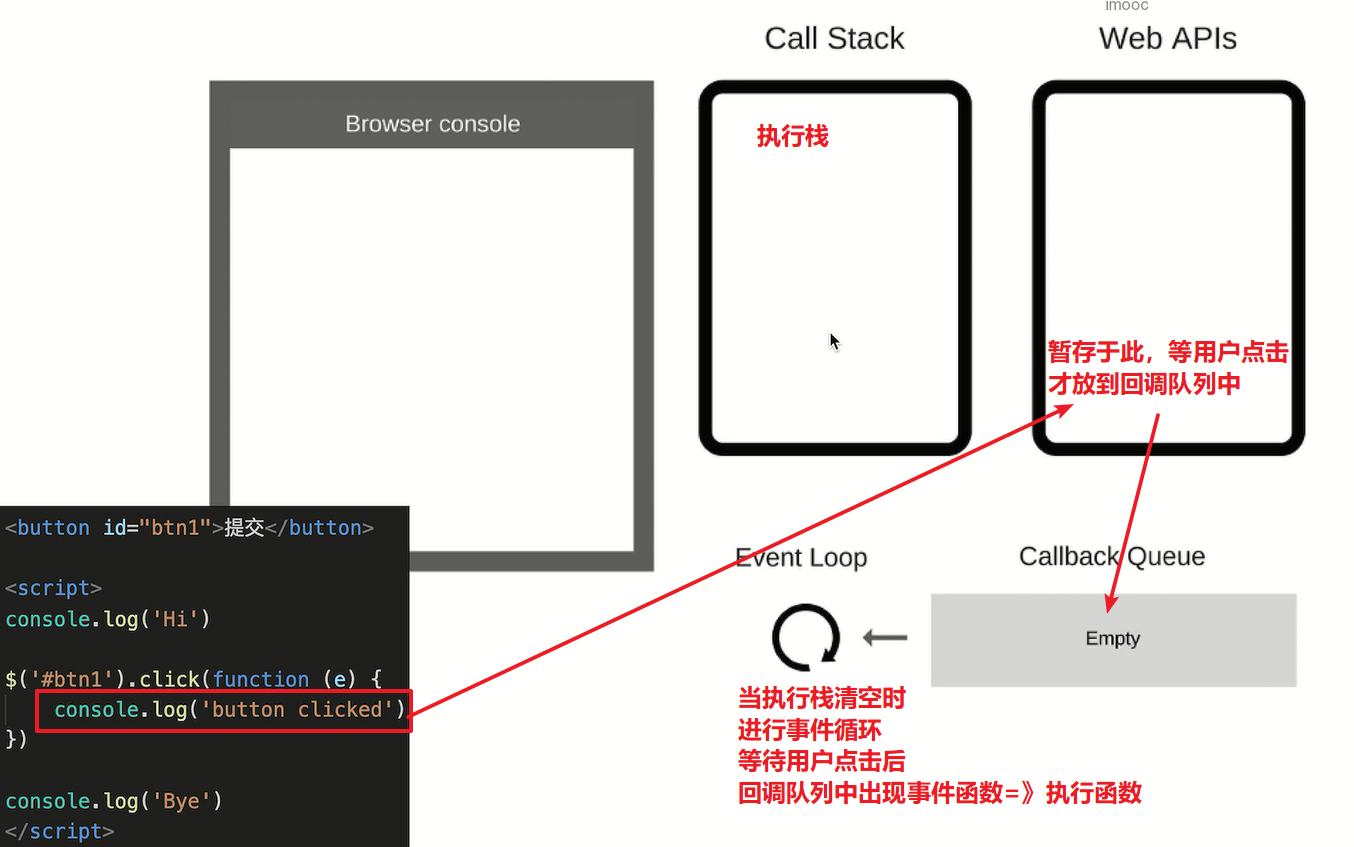 imooc
Call Stack
Web APIs
Browser console
执行栈
暂存于此，等用户点击
才放到回调队列中
<button id="btn1">提交</button>
<script>
console.log('Hi')
$('#btn1').click(function (e) {
console.log('button clicked')
})
console.log('Bye')
</script>
Event Loop
Callback Queue
Empty
当执行栈清空时
进行事件循环
等待用户点击后
回调队列中出现事件函数=》执行函数